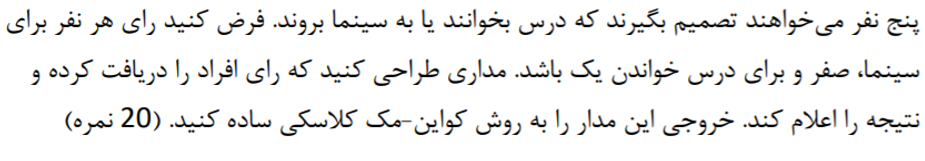 پنج نفر می‌خواهند تصمیم بگیرند که درس بخوانند یا به سینما بروند. فرض کنید رای هر نفر برای
سینما، صفر و برای درس خواندن یک باشد. مداری طراحی کنید که رای افراد را دریافت کرده و
نتیجه را اعلام کند. خروجی این مدار را به روش کواین-مک کلاسکی ساده کنید. (20 نمره)